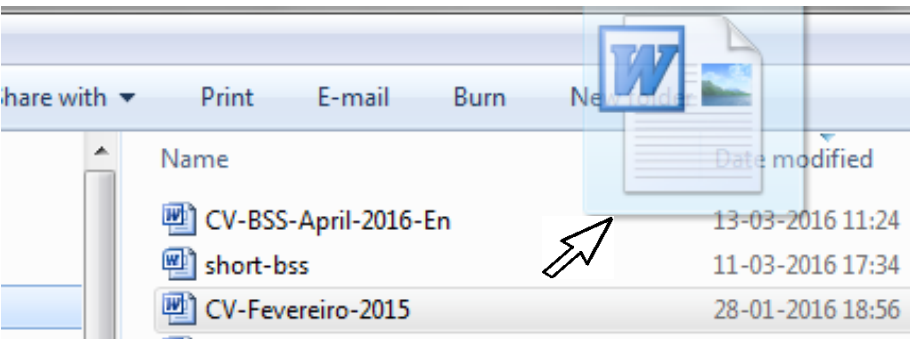 hare with Print E-mail Burn New folder
Name Date modified
CV-BSS-April-2016-En 13-03-2016 11:24
short-bss 11-03-2016 17:34
CV-Fevereiro-2015 28-01-2016 18:56